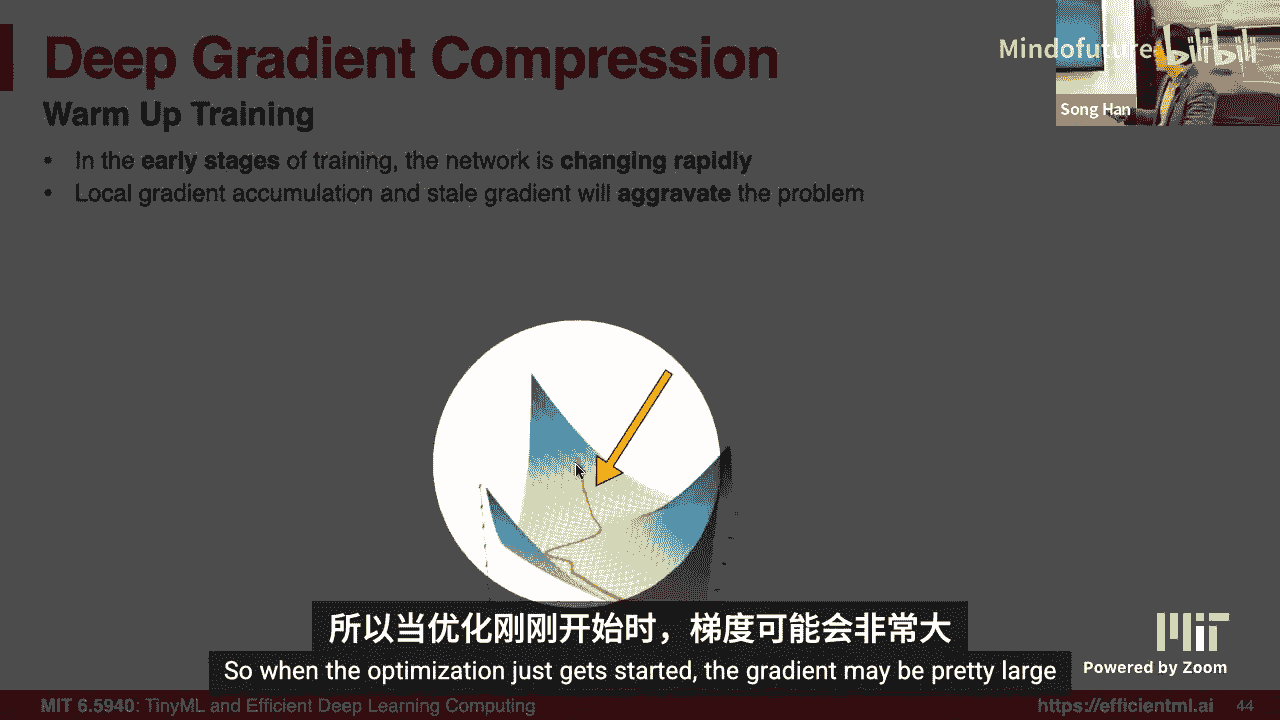 Deep Gradient Compression
Mindofuture
bilibili
Song Han
Warm Up Training
• In the early stages of training, the network is changing rapidly
• Local gradient accumulation and stale gradient will aggravate the problem
所以当优化刚刚开始时，梯度可能会非常大
So when the optimization just gets started, the gradient may be pretty large
MIT
Powered by Zoom
MIT 6.5940: TinyML and Efficient Deep Learning Computing
https://efficientml.ai
44